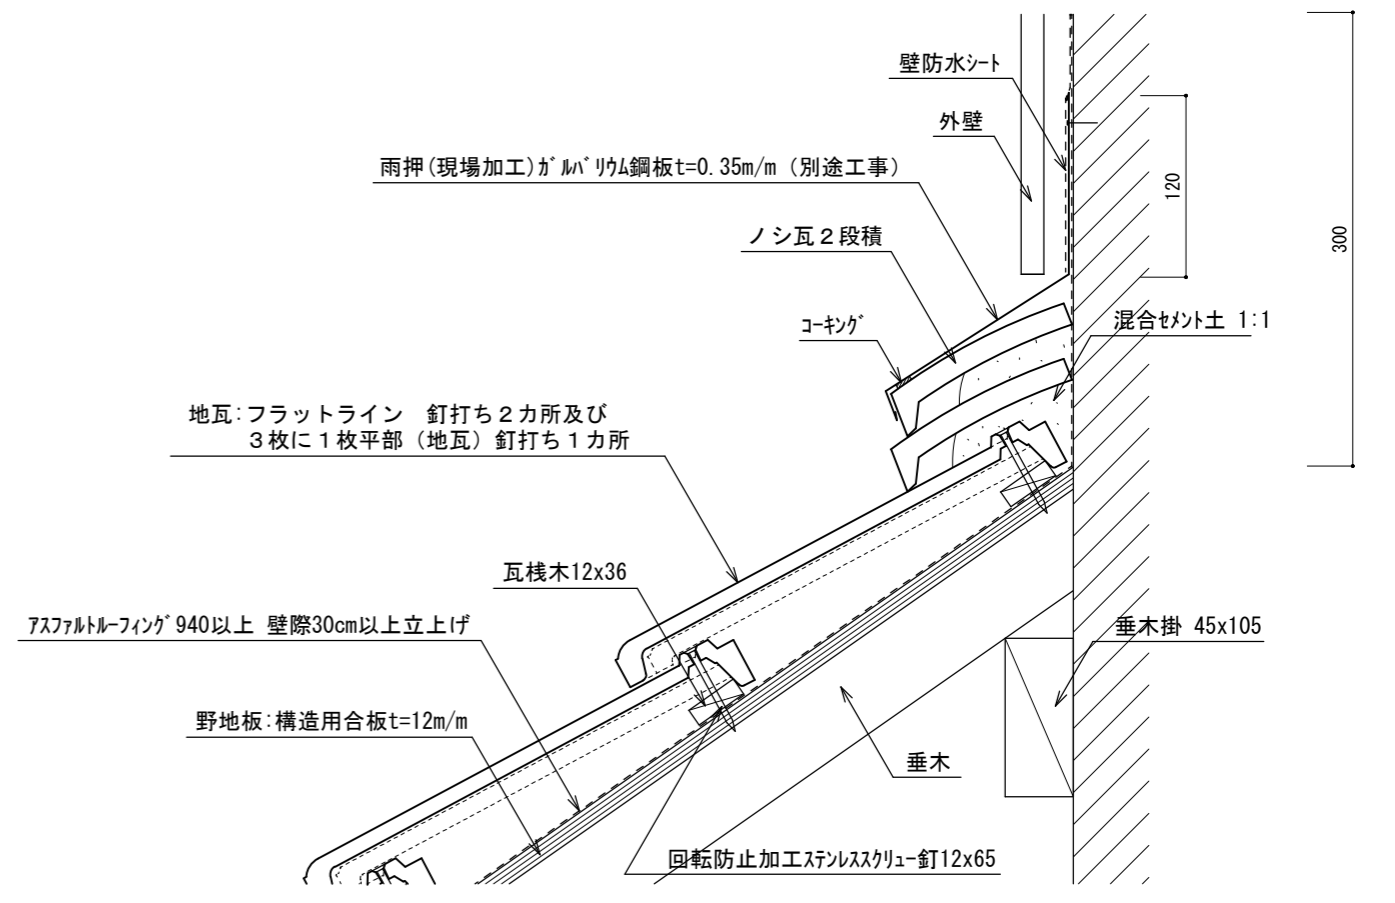 壁防水ｼｰﾄ
外壁
雨押(現場加工)ｶﾞﾙﾊﾞﾘｳﾑ鋼板t=0.35m/m (別途工事)
120
ノシ瓦２段積
300
ｺｰｷﾝｸﾞ
混合ｾﾒﾝﾄ土 1:1
地瓦:フラットライン　釘打ち２カ所及び
３枚に１枚平部（地瓦）釘打ち１カ所
瓦桟木12x36
ｱｽﾌｧﾙﾄﾙｰﾌｨﾝｸﾞ940以上 壁際30cm以上立上げ
垂木掛 45x105
野地板:構造用合板t=12m/m
垂木
回転防止加工ｽﾃﾝﾚｽｽｸﾘｭｰ釘12x65